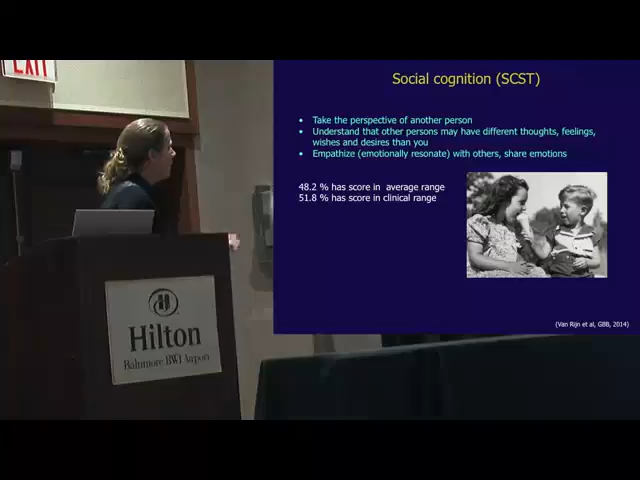 EXIT
Social cognition (SCST)
• Take the perspective of another person
• Understand that other persons may have different thoughts, feelings,
wishes and desires than you
• Empathize (emotionally resonate) with others, share emotions
48.2 % has score in average range
51.8 % has score in clinical range
(Van Rijn et al, GBB, 2014)
H
Hilton
Baltimore BWI Airport